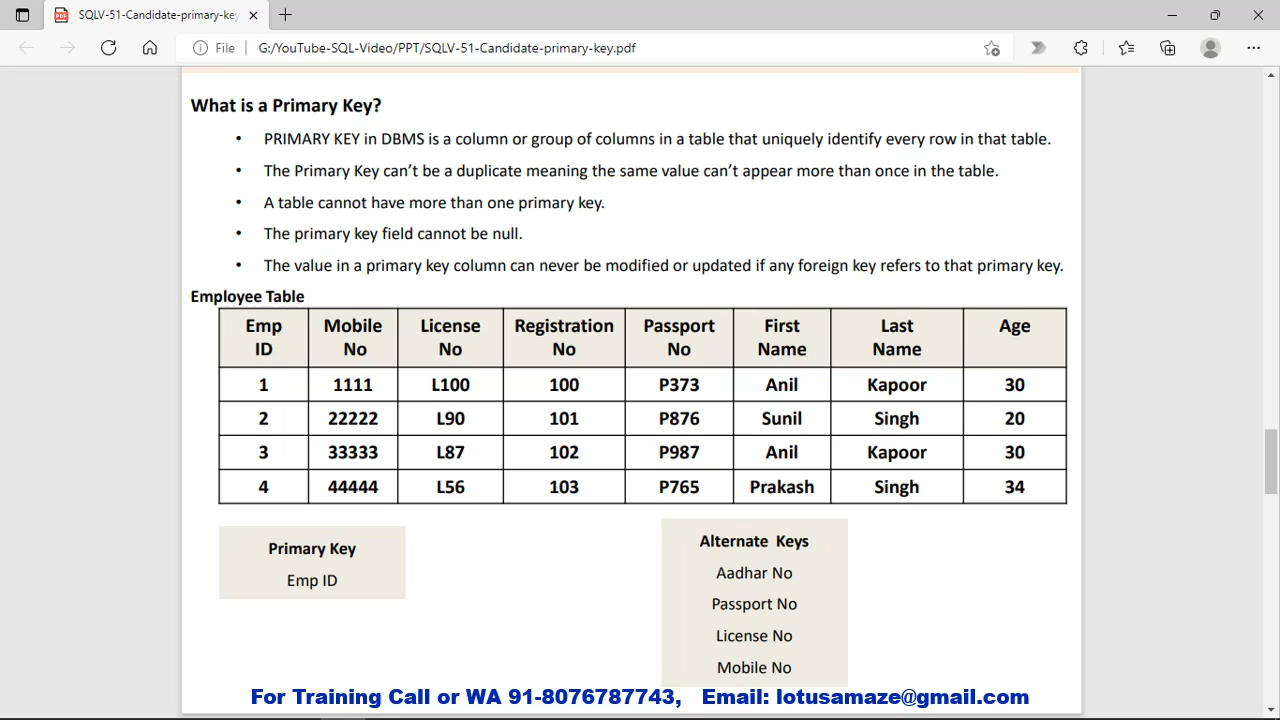 SQLV-51-Candidate-primary-key
File
G:/YouTube-SQL-Video/PPT/SQLV-51-Candidate-primary-key.pdf
What is a Primary Key?
• PRIMARY KEY in DBMS is a column or group of columns in a table that uniquely identify every row in that table.
• The Primary Key can’t be a duplicate meaning the same value can’t appear more than once in the table.
• A table cannot have more than one primary key.
• The primary key field cannot be null.
• The value in a primary key column can never be modified or updated if any foreign key refers to that primary key.
Employee Table
Emp Mobile License Registration Passport First Last Age
ID No No No No Name Name
1 1111 L100 100 P373 Anil Kapoor 30
2 22222 L90 101 P876 Sunil Singh 20
3 33333 L87 102 P987 Anil Kapoor 30
4 44444 L56 103 P765 Prakash Singh 34
Primary Key
Emp ID
Alternate Keys
Aadhar No
Passport No
License No
Mobile No
For Training Call or WA 91-8076787743, Email: lotusamaze@gmail.com